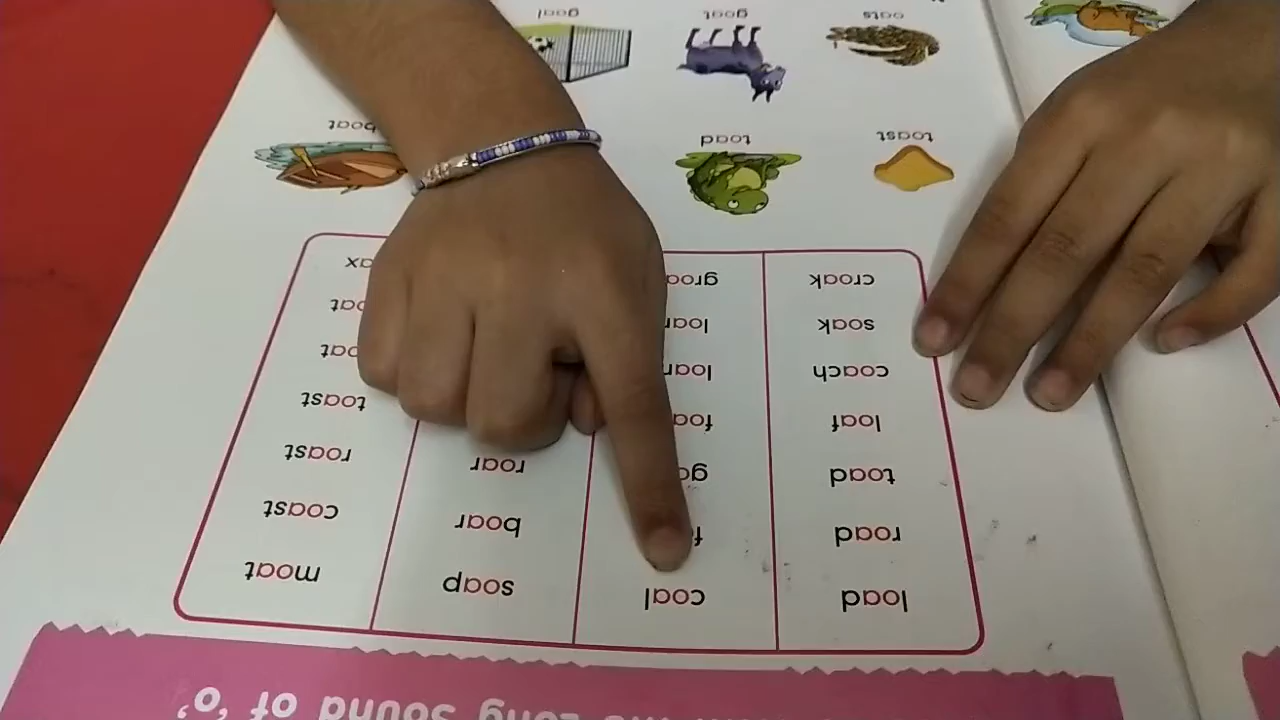 Long Sound of 'o'
load coal soap moat
road boar coast
toad roar roast
loaf toast
coach
soak
croak
toast toad boat
oats goat goal